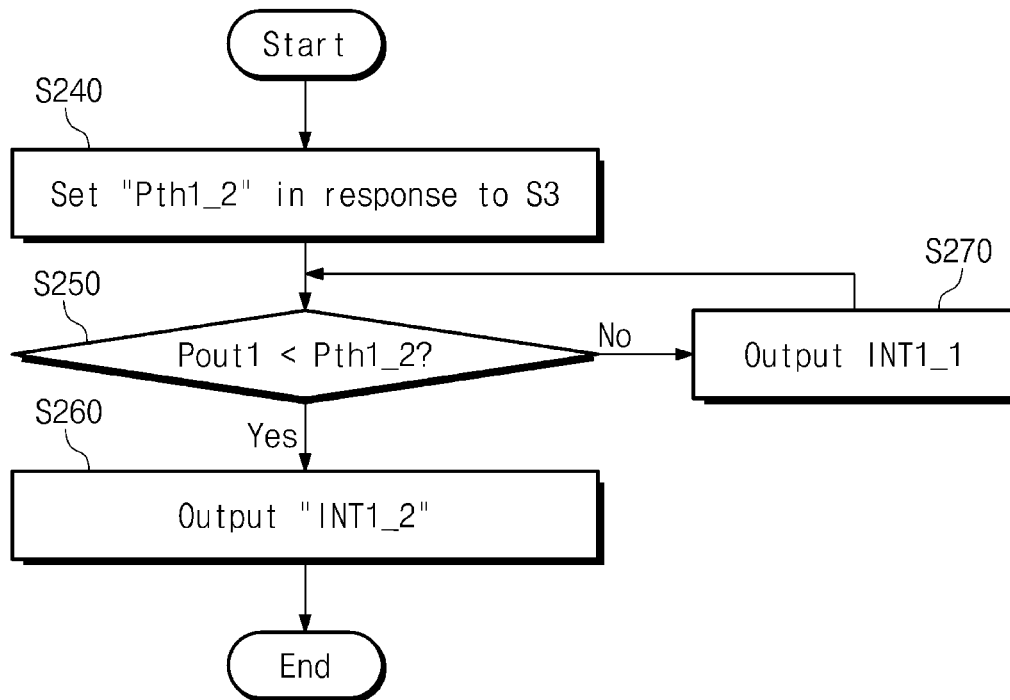 Start
S240
Set "Pth1_2" in response to S3
S250
Pout1 < Pth1_2?
No
S270
Output INT1_1
Yes
S260
Output "INT1_2"
End